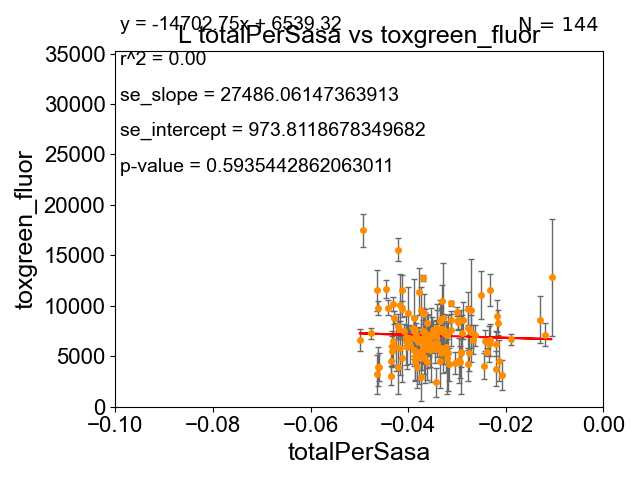 y = -14702.75x + 6539.32
N = 144
L totalPerSasa vs toxgreen_fluor
r^2 = 0.00
se_slope = 27486.06147363913
se_intercept = 973.8118678349682
p-value = 0.5935442862063011
35000
30000
25000
20000
15000
10000
5000
0
toxgreen_fluor
−0.10
−0.08
−0.06
−0.04
−0.02
0.00
totalPerSasa